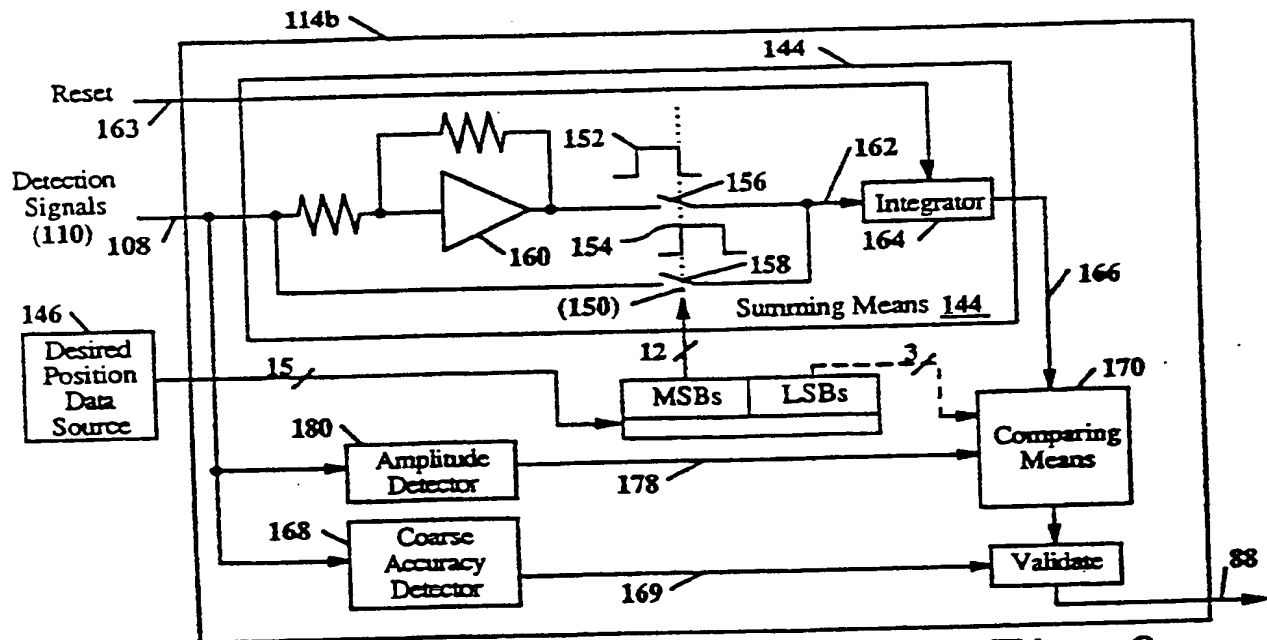 114b
144
Reset
163
152
162
Detection
Signals
(110)
108
156
Integrator
164
154
160
158
(150)
166
Summing Means 144
146
Desired
Position
Data
Source
15
12
3
170
MSBs
LSBs
Comparing
Means
180
Amplitude
Detector
178
168
Coarse
Accuracy
Detector
169
Validate
88